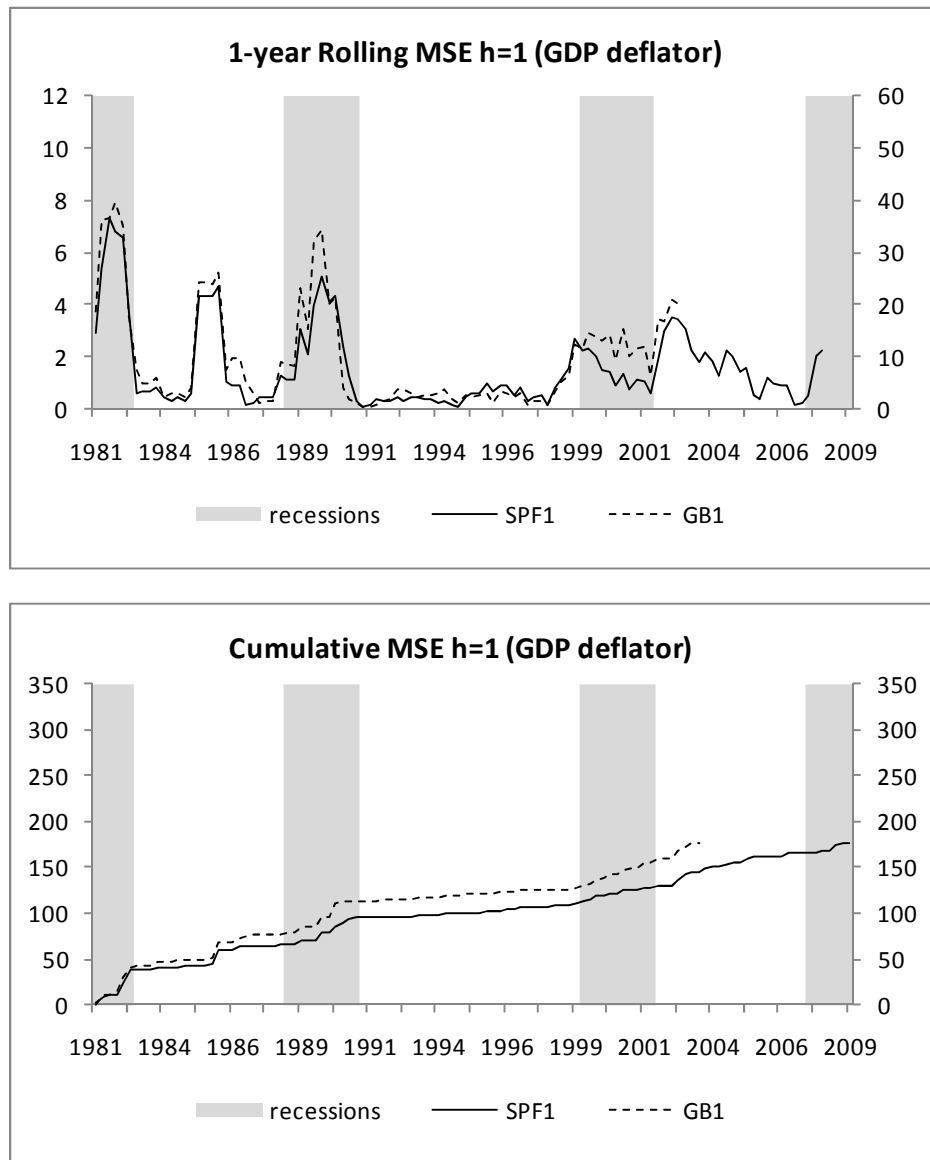 1-year Rolling MSE h=1 (GDP deflator)
12 60
10 50
8 40
6 30
4 20
2 10
0 0
1981 1984 1986 1989 1991 1994 1996 1999 2001 2004 2006 2009
recessions SPF1 GB1
Cumulative MSE h=1 (GDP deflator)
350 350
300 300
250 250
200 200
150 150
100 100
50 50
0 0
1981 1984 1986 1989 1991 1994 1996 1999 2001 2004 2006 2009
recessions SPF1 GB1